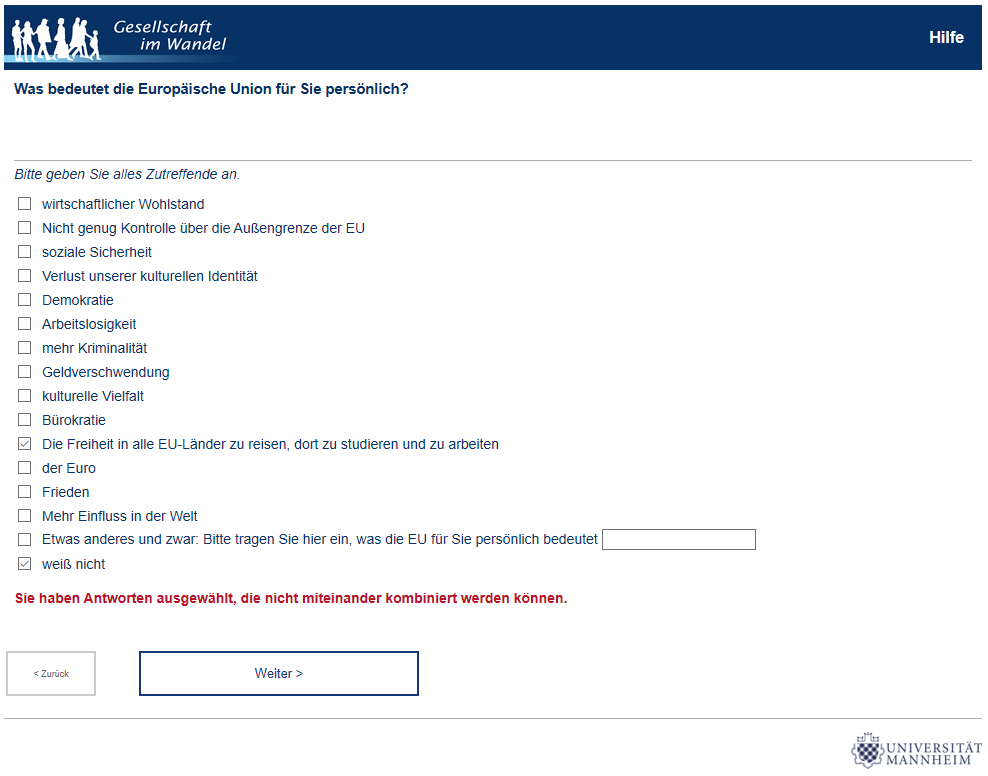 Gesellschaft
im Wandel
Hilfe
Was bedeutet die Europäische Union für Sie persönlich?
Bitte geben Sie alles Zutreffende an.
wirtschaftlicher Wohlstand
Nicht genug Kontrolle über die Außengrenze der EU
soziale Sicherheit
Verlust unserer kulturellen Identität
Demokratie
Arbeitslosigkeit
mehr Kriminalität
Geldverschwendung
kulturelle Vielfalt
Bürokratie
Die Freiheit in alle EU-Länder zu reisen, dort zu studieren und zu arbeiten
der Euro
Frieden
Mehr Einfluss in der Welt
Etwas anderes und zwar: Bitte tragen Sie hier ein, was die EU für Sie persönlich bedeutet
weiß nicht
Sie haben Antworten ausgewählt, die nicht miteinander kombiniert werden können.
< Zurück
Weiter >
UNIVERSITÄT
MANNHEIM